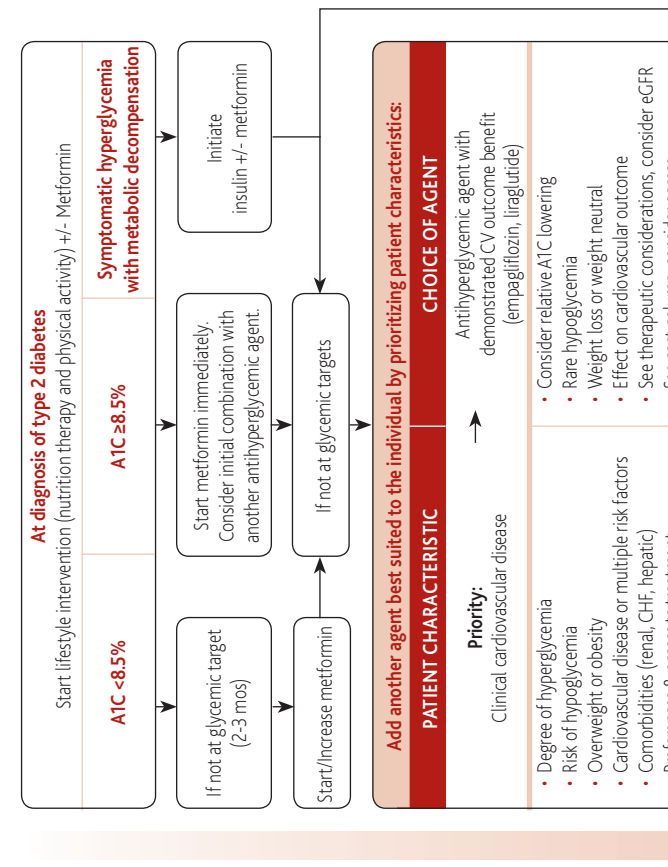 At diagnosis of type 2 diabetes
Start lifestyle intervention (nutrition therapy and physical activity) +/- Metformin
A1C <8.5%
A1C ≥8.5%
Symptomatic hyperglycemia
with metabolic decompensation
If not at glycemic target
(2-3 mos)
Start metformin immediately.
Consider initial combination with
another antihyperglycemic agent.
Initiate
insulin +/- metformin
Start/Increase metformin
If not at glycemic targets
Add another agent best suited to the individual by prioritizing patient characteristics:
PATIENT CHARACTERISTIC
CHOICE OF AGENT
Priority:
Clinical cardiovascular disease
Antihyperglycemic agent with
demonstrated CV outcome benefit
(empagliflozin, liraglutide)
• Degree of hyperglycemia
• Risk of hypoglycemia
• Overweight or obesity
• Cardiovascular disease or multiple risk factors
• Comorbidities (renal, CHF, hepatic)
• Consider relative A1C lowering
• Rare hypoglycemia
• Weight loss or weight neutral
• Effect on cardiovascular outcome
• See therapeutic considerations, consider eGFR